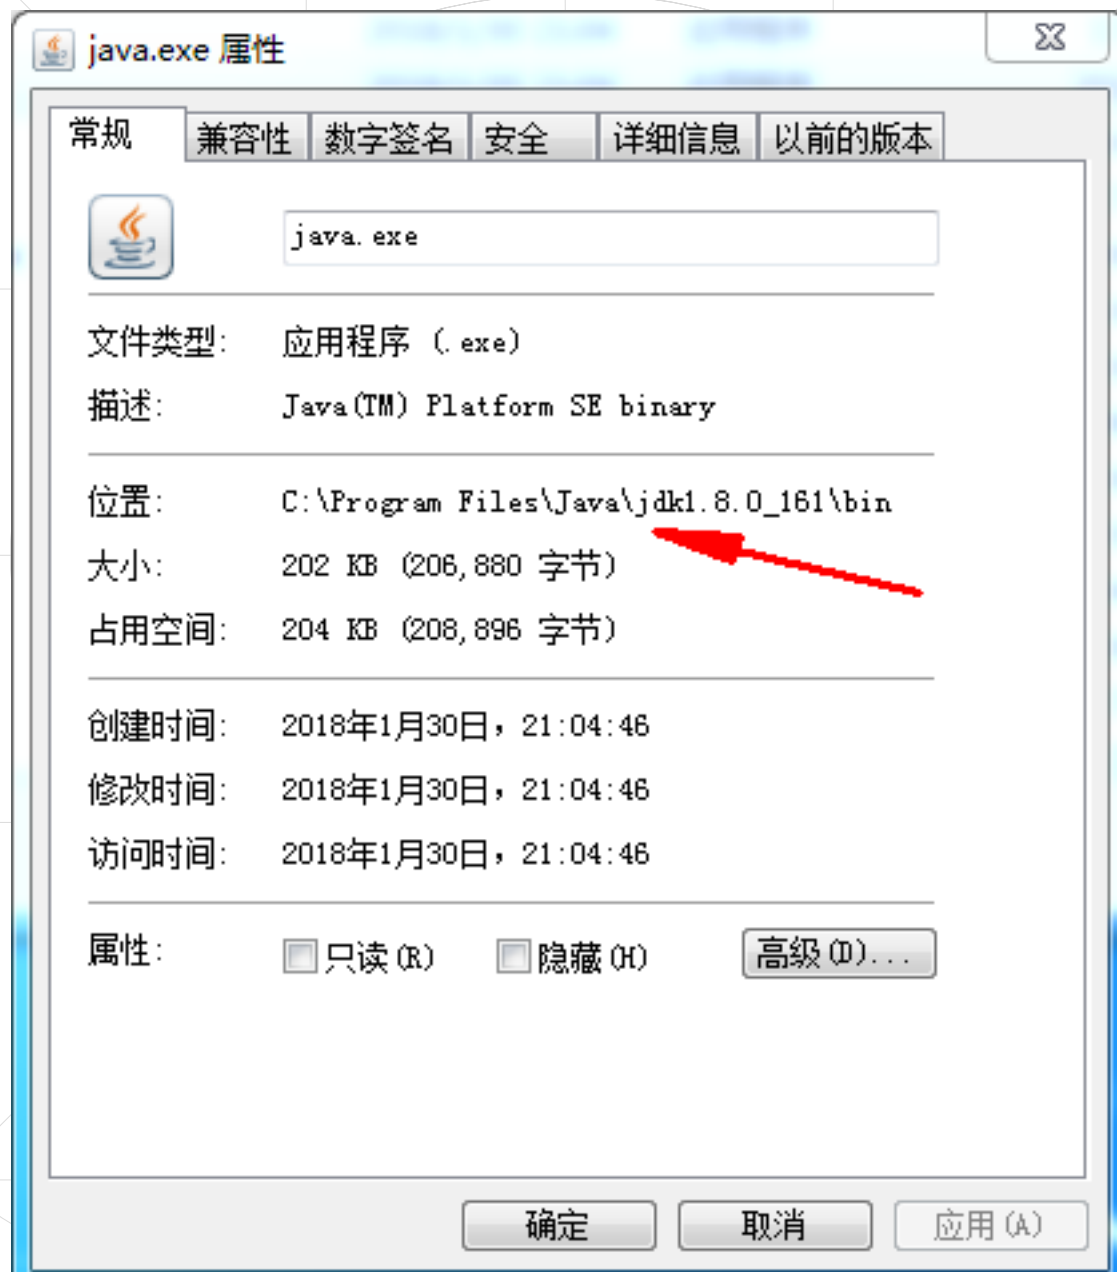 java.exe 属性
常规 兼容性 数字签名 安全 详细信息 以前的版本
java.exe
文件类型: 应用程序 (.exe)
描述: Java(TM) Platform SE binary
位置: C:\Program Files\Java\jdk1.8.0_161\bin
大小: 202 KB (206,880 字节)
占用空间: 204 KB (208,896 字节)
创建时间: 2018年1月30日，21:04:46
修改时间: 2018年1月30日，21:04:46
访问时间: 2018年1月30日，21:04:46
属性: 只读(R) 隐藏(H) 高级(D)...
确定 取消 应用(A)